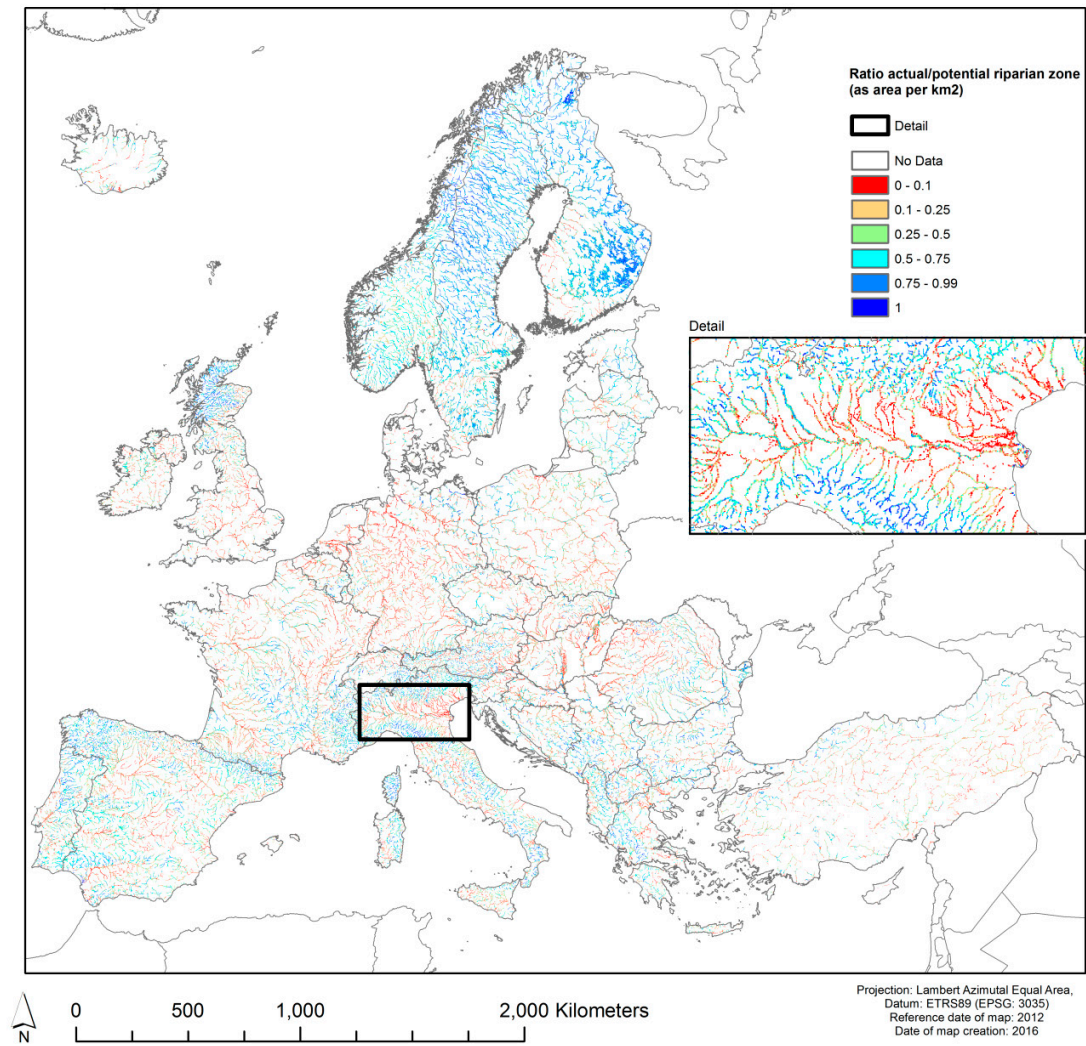 Ratio actual/potential riparian zone
(as area per km2)
Detail
No Data
0 - 0.1
0.1 - 0.25
0.25 - 0.5
0.5 - 0.75
0.75 - 0.99
1
Detail
N
0 500 1,000 2,000 Kilometers
Projection: Lambert Azimutal Equal Area,
Datum: ETRS89 (EPSG: 3035)
Reference date of map: 2012
Date of map creation: 2016